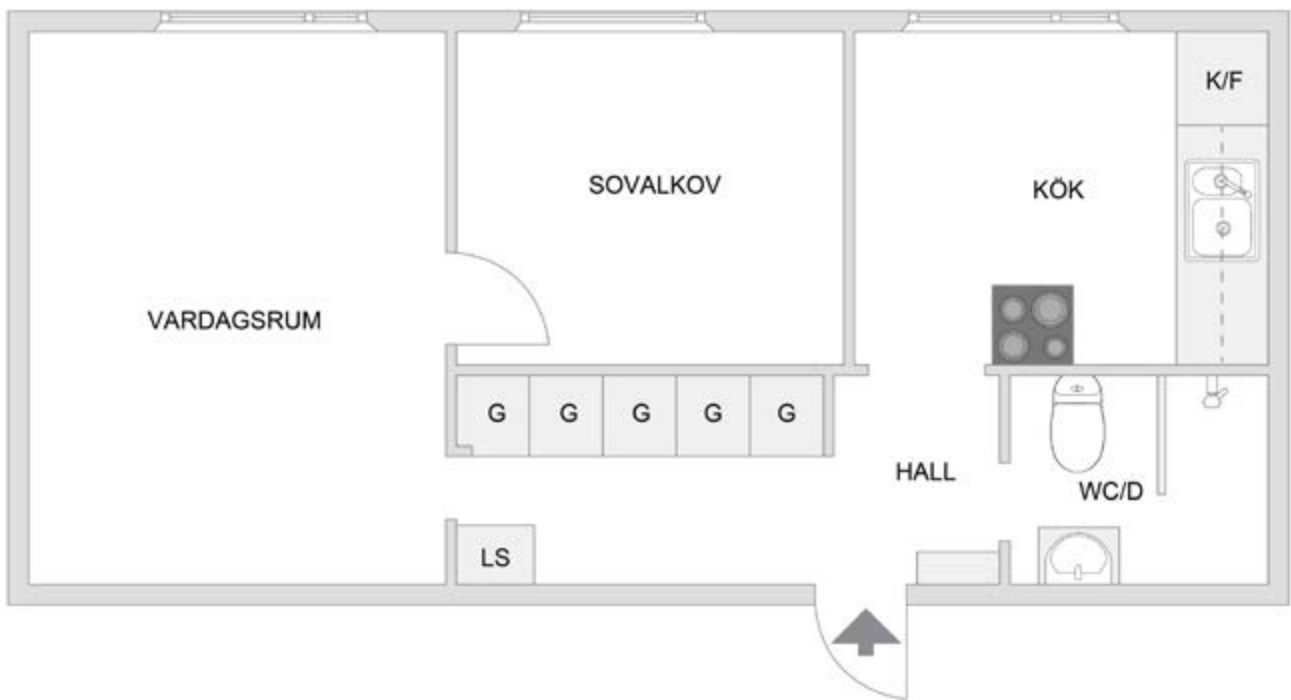 K/F
SOVALKOV
KÖK
VARDAGSRUM
G G G G G
HALL
WC/D
LS